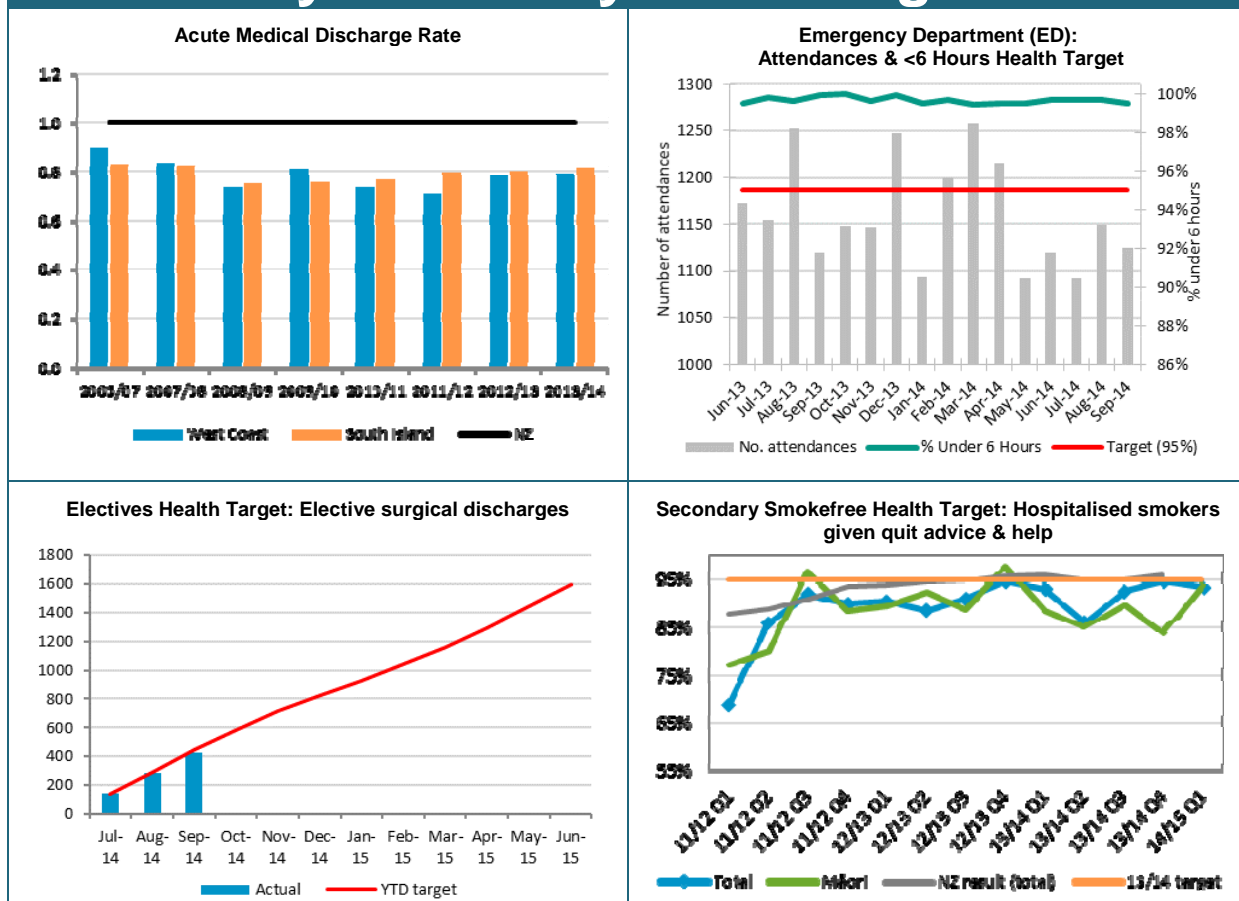 Acute Medical Discharge Rate
1.2
1.0
0.8
0.6
0.4
0.2
0.0
2006/07 2007/08 2008/09 2009/10 2010/11 2011/12 2012/13 2013/14
West Coast South Island NZ
Emergency Department (ED):
Attendances & <6 Hours Health Target
Number of attendances
1300
1250
1200
1150
1100
1050
1000
100%
98%
96%
94%
92%
90%
88%
86%
% under 6 hours
Jun-13 Jul-13 Aug-13 Sep-13 Oct-13 Nov-13 Dec-13 Jan-14 Feb-14 Mar-14 Apr-14 May-14 Jun-14 Jul-14 Aug-14 Sep-14
No. attendances % Under 6 Hours Target (95%)
Electives Health Target: Elective surgical discharges
1800
1600
1400
1200
1000
800
600
400
200
0
Jul- Aug- Sep- Oct- Nov- Dec- Jan- Feb- Mar- Apr- May- Jun-
14 14 14 14 14 14 15 15 15 15 15 15
Actual YTD target
Secondary Smokefree Health Target: Hospitalised smokers
given quit advice & help
95%
85%
75%
65%
55%
11/12 Q1 11/12 Q2 11/12 Q3 11/12 Q4 12/13 Q1 12/13 Q2 12/13 Q3 12/13 Q4 13/14 Q1 13/14 Q2 13/14 Q3 13/14 Q4 14/15 Q1
Total Māori NZ result (total) 13/14 target